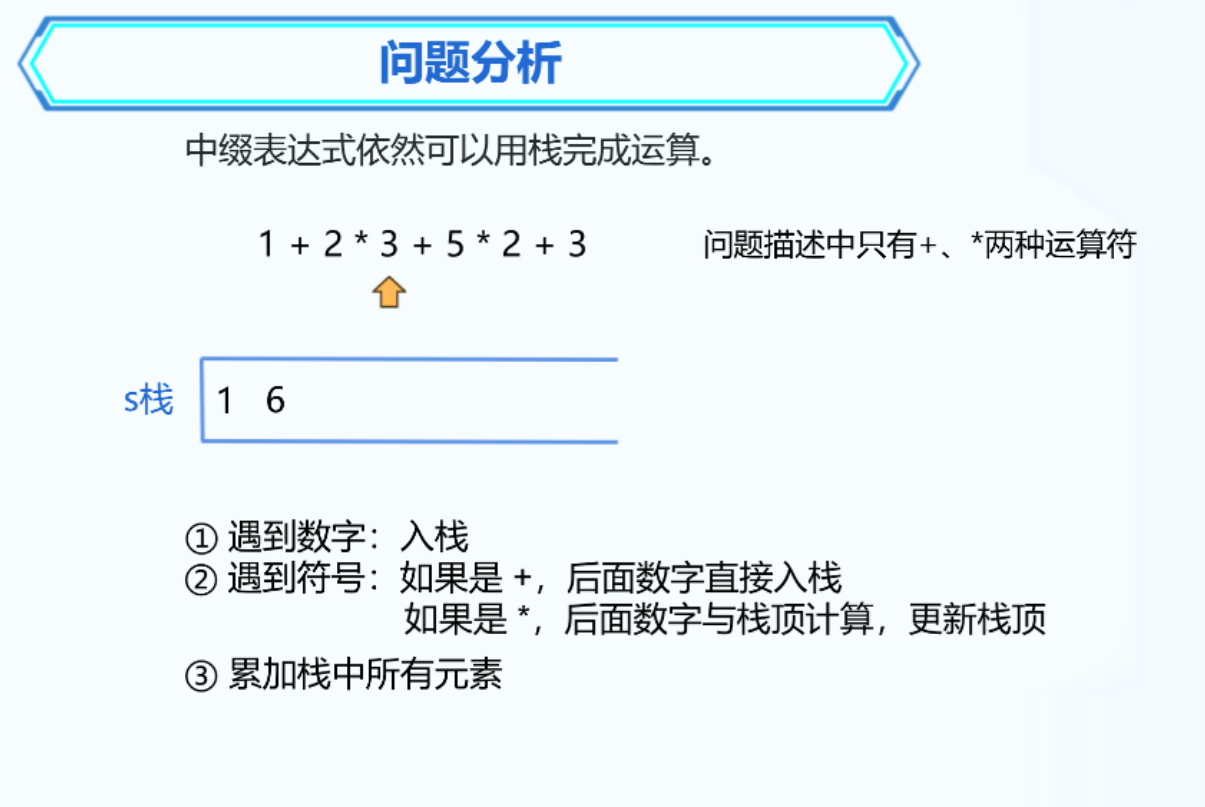 问题分析
中缀表达式依然可以用栈完成运算。
1 + 2 * 3 + 5 * 2 + 3 问题描述中只有+、*两种运算符
s栈 1 6
① 遇到数字：入栈
② 遇到符号：如果是 +，后面数字直接入栈
如果是 *，后面数字与栈顶计算，更新栈顶
③ 累加栈中所有元素